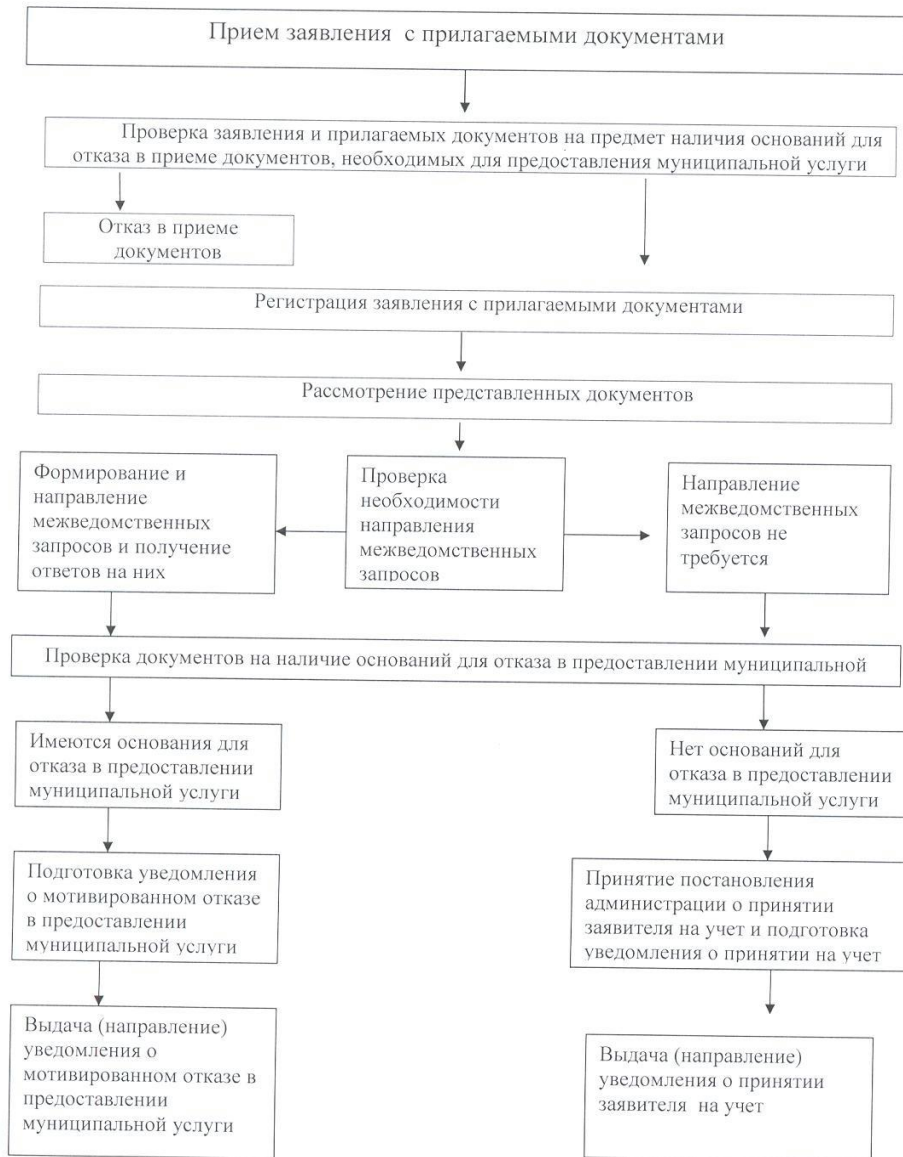 Прием заявления с прилагаемыми документами
Проверка заявления и прилагаемых документов на предмет наличия оснований для
отказа в приеме документов, необходимых для предоставления муниципальной услуги
Отказ в приеме
документов
Регистрация заявления с прилагаемыми документами
Рассмотрение представленных документов
Формирование и
направление
межведомственных
запросов и получение
ответов на них
Проверка
необходимости
направления
межведомственных
запросов
Направление
межведомственных
запросов не
требуется
Проверка документов на наличие оснований для отказа в предоставлении муниципальной
Имеются основания для
отказа в предоставлении
муниципальной услуги
Нет оснований для
отказа в предоставлении
муниципальной услуги
Подготовка уведомления
о мотивированном отказе
в предоставлении
муниципальной услуги
Принятие постановления
администрации о принятии
заявителя на учет и подготовка
уведомления о принятии на учет
Выдача (направление)
уведомления о
мотивированном отказе в
предоставлении
муниципальной услуги
Выдача (направление)
уведомления о принятии
заявителя на учет